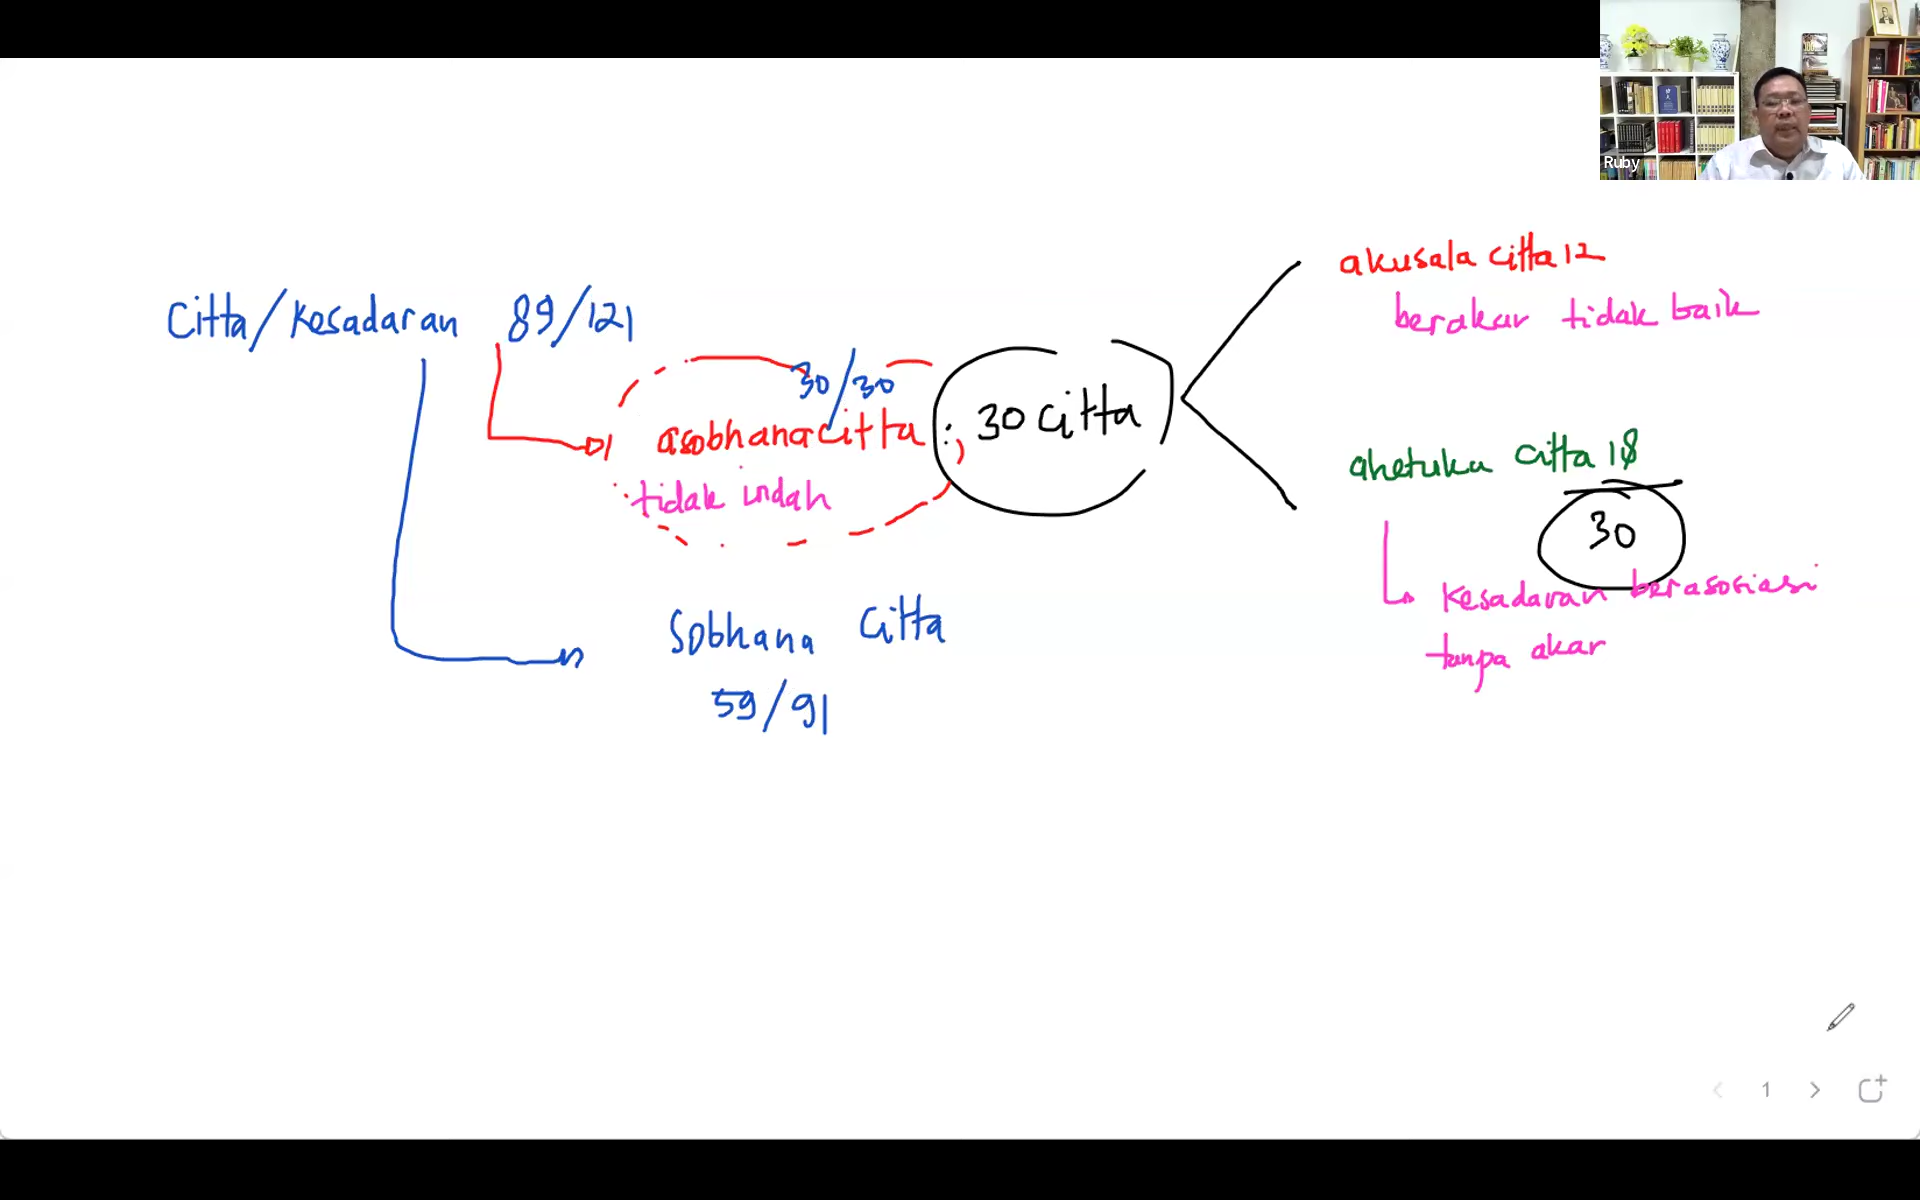 Ruby
Citta/Kesadaran 89/121
30/30
asobhana citta : 30 Citta
tidak indah
Sobhana Citta
59/91
akusala citta 12
berakar tidak baik
ahetuka Citta 18
30
Kesadaran berasosiasi
tanpa akar
1